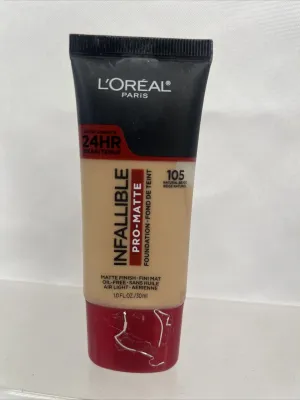 L'ORÉAL
PARIS
24HR
105
INFALLIBLE
PRO-MATTE
FOUNDATION • FOND DE TEINT
MATTE FINISH • FINI MAT
OIL-FREE • SANS HUILE
AIR LIGHT • AÉRIENNE
1.0 FL OZ/30ml